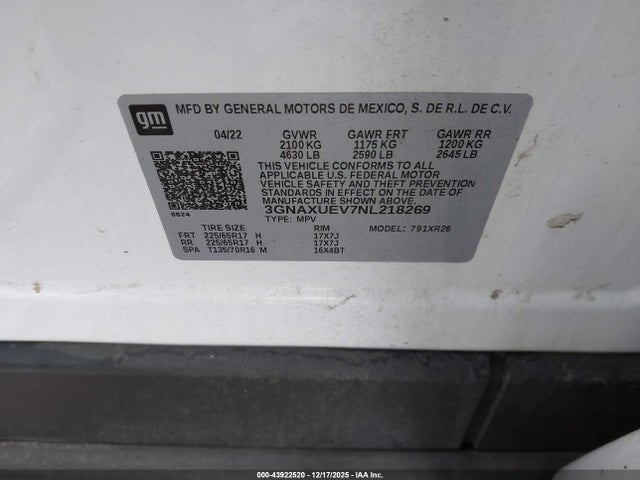 gm
MFD BY GENERAL MOTORS DE MEXICO, S. DE R.L. DE C.V.
04/22 GVWR GAWR FRT GAWR RR
2100 KG 1175 KG 1200 KG
4630 LB 2590 LB 2645 LB
THIS VEHICLE CONFORMS TO ALL
APPLICABLE U.S. FEDERAL MOTOR
VEHICLE SAFETY AND THEFT
PREVENTION STANDARDS IN
EFFECT ON THE DATE OF
MANUFACTURE SHOWN ABOVE.
3GNAXUEV7NL218269
6624
TYPE: MPV
TIRE SIZE RIM MODEL: 791XR26
FRT 225/65R17 H 17X7J
RR 225/65R17 H 17X7J
SPA T135/70R16 M 16X4BT
000-43922520 - 12/17/2025 - IAA, Inc.